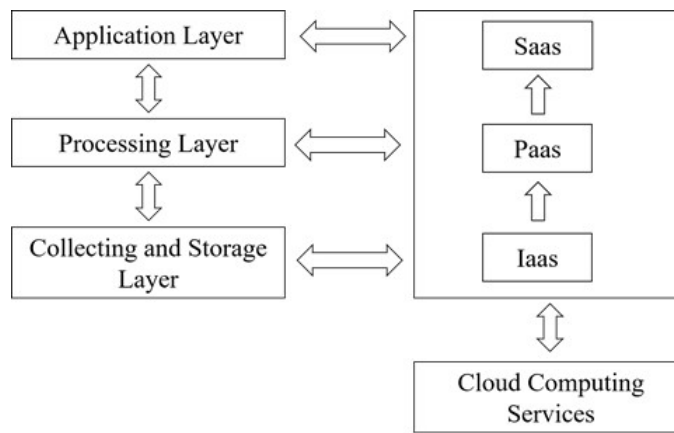 Application Layer
Saas
Processing Layer
Paas
Collecting and Storage
Layer
Iaas
Cloud Computing
Services